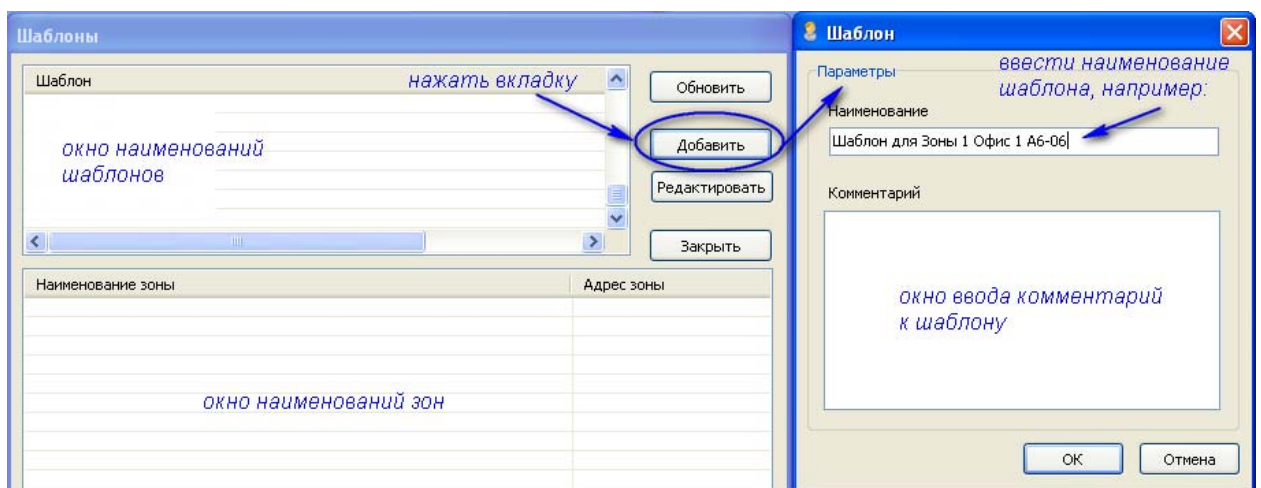 Шаблоны
Шаблон
нажать вкладку
окно наименований
шаблонов
Обновить
Добавить
Редактировать
Закрыть
Наименование зоны
Адрес зоны
окно наименований зон
Шаблон
Параметры
ввести наименование
шаблона, например:
Наименование
Шаблон для Зоны 1 Офис 1 А6-06
Комментарий
окно ввода комментарий
к шаблону
ОК
Отмена